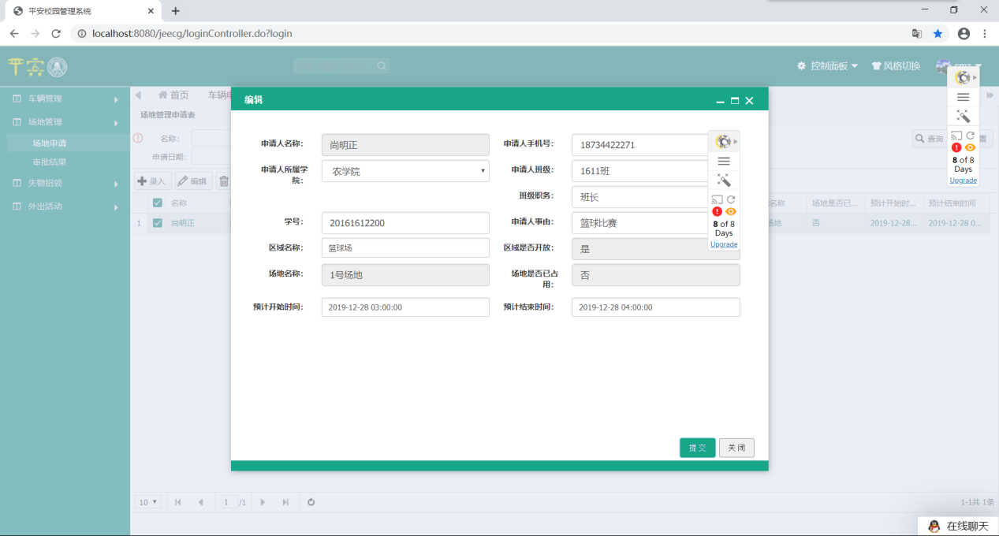 平安校园管理系统
localhost:8080/jeecg/loginController.do?login
平安
控制面板
风格切换
车辆管理
场地管理
场地申请
审批结果
失物招领
外出活动
首页
车辆申
场地管理申请表
名称:
申请日期:
查询
置
录入
编辑
名称
名称
场地是否已...
预计开始时...
预计结束时间
1
尚明正
场地
否
2019-12-28...
2019-12-28 0...
编辑
申请人名称:
尚明正
申请人手机号:
18734422271
申请人所属学院:
农学院
申请人班级:
1611班
班级职务:
班长
学号:
20161612200
申请人事由:
篮球比赛
区域名称:
篮球场
区域是否开放:
是
场地名称:
1号场地
场地是否已占用:
否
预计开始时间:
2019-12-28 03:00:00
预计结束时间:
2019-12-28 04:00:00
8 of 8
Days
Upgrade
8 of 8
Days
Upgrade
提交
关闭
10
1
/1
1-1共 1条
在线聊天